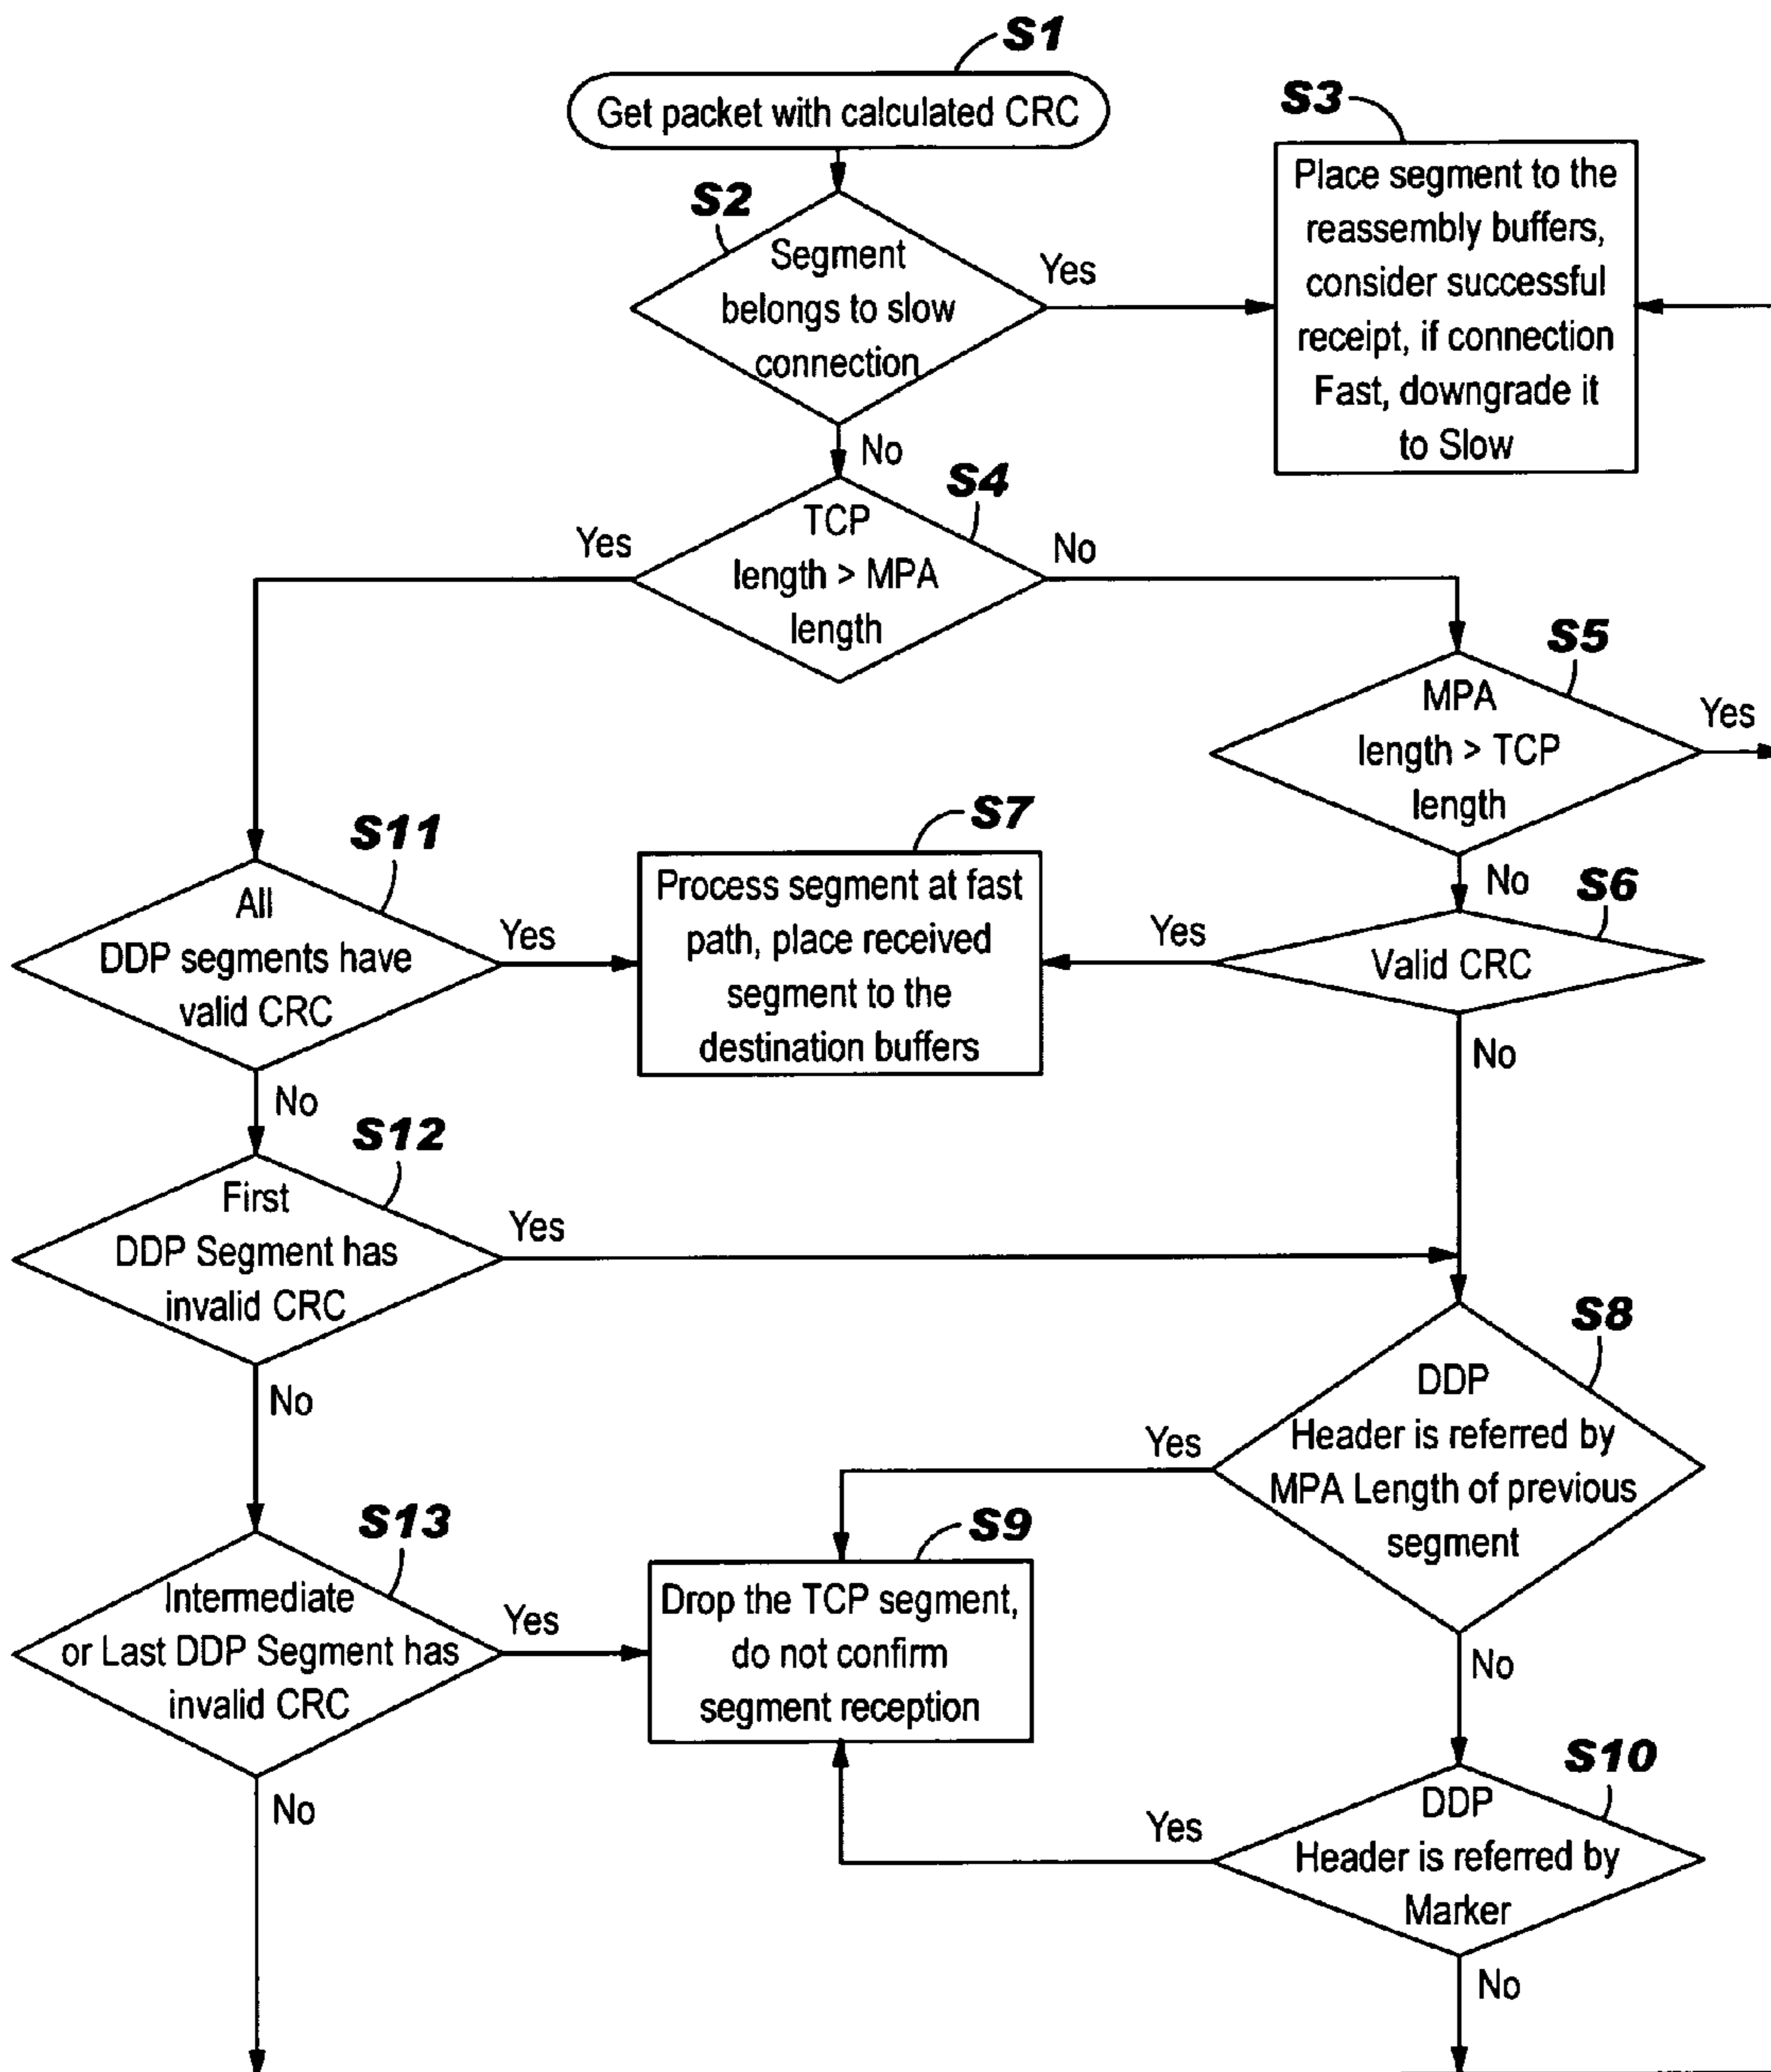 S1
Get packet with calculated CRC
S2
Segment
belongs to slow
connection
Yes
No
S3
Place segment to the
reassembly buffers,
consider successful
receipt, if connection
Fast, downgrade it
to Slow
S4
TCP
length > MPA
length
Yes
No
S5
MPA
length > TCP
length
Yes
No
S6
Valid CRC
Yes
No
S7
Process segment at fast
path, place received
segment to the
destination buffers
S11
All
DDP segments have
valid CRC
Yes
No
S12
First
DDP Segment has
invalid CRC
Yes
No
S8
DDP
Header is referred by
MPA Length of previous
segment
Yes
No
S13
Intermediate
or Last DDP Segment has
invalid CRC
Yes
No
S9
Drop the TCP segment,
do not confirm
segment reception
S10
DDP
Header is referred by
Marker
Yes
No